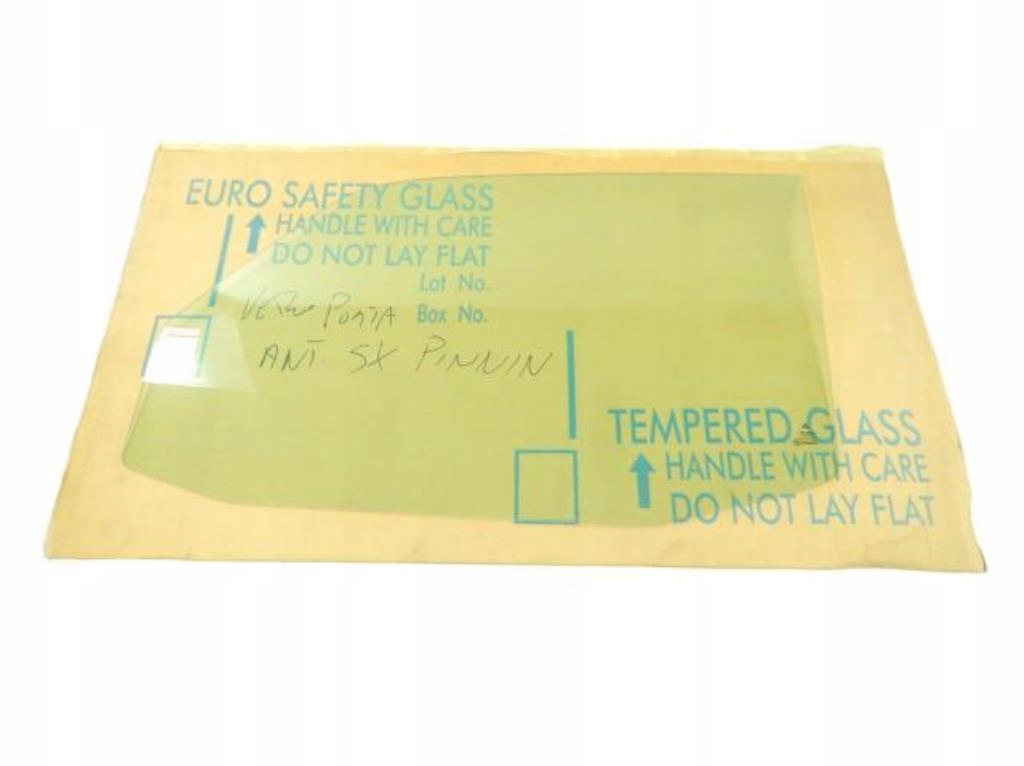 EURO SAFETY GLASS
HANDLE WITH CARE
DO NOT LAY FLAT
Lot No.
PORTA Box No.
ANT. SX PINNIN
TEMPERED GLASS
HANDLE WITH CARE
DO NOT LAY FLAT